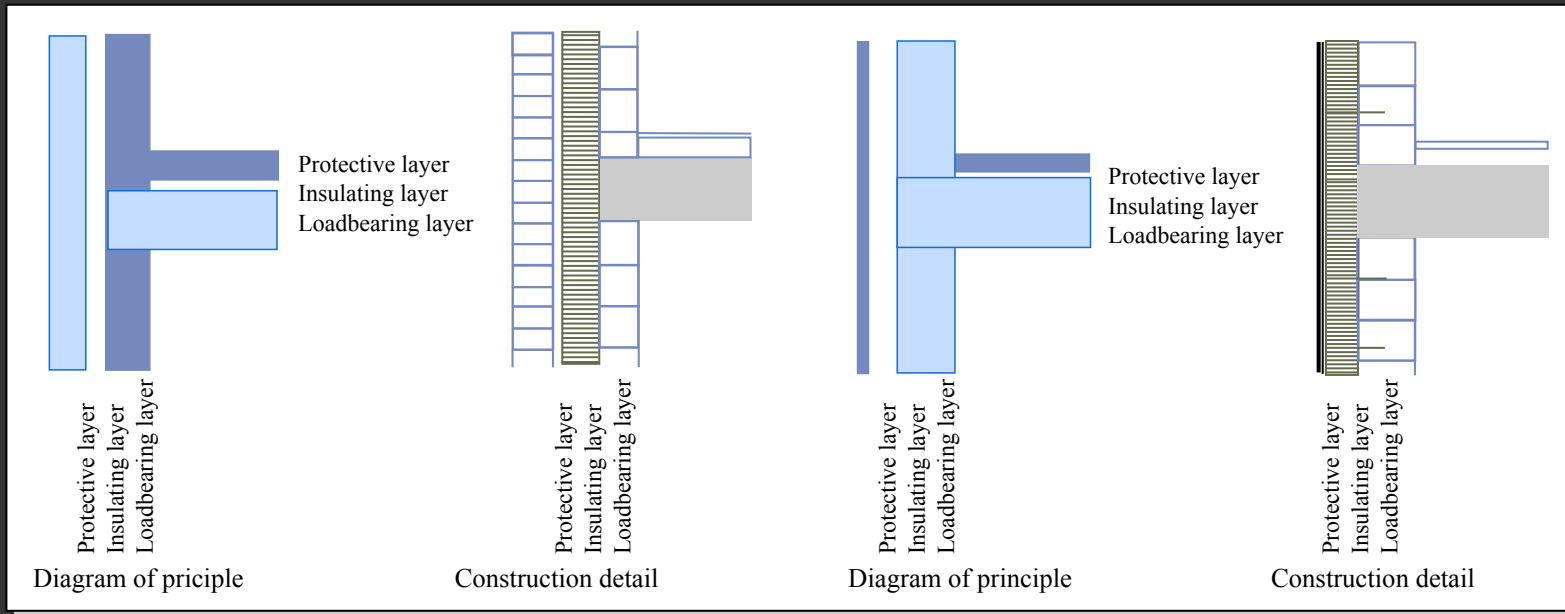 Protective layer
Insulating layer
Loadbearing layer
Protective layer
Insulating layer
Loadbearing layer
Diagram of priciple
Protective layer
Insulating layer
Loadbearing layer
Construction detail
Protective layer
Insulating layer
Loadbearing layer
Protective layer
Insulating layer
Loadbearing layer
Diagram of principle
Protective layer
Insulating layer
Loadbearing layer
Construction detail